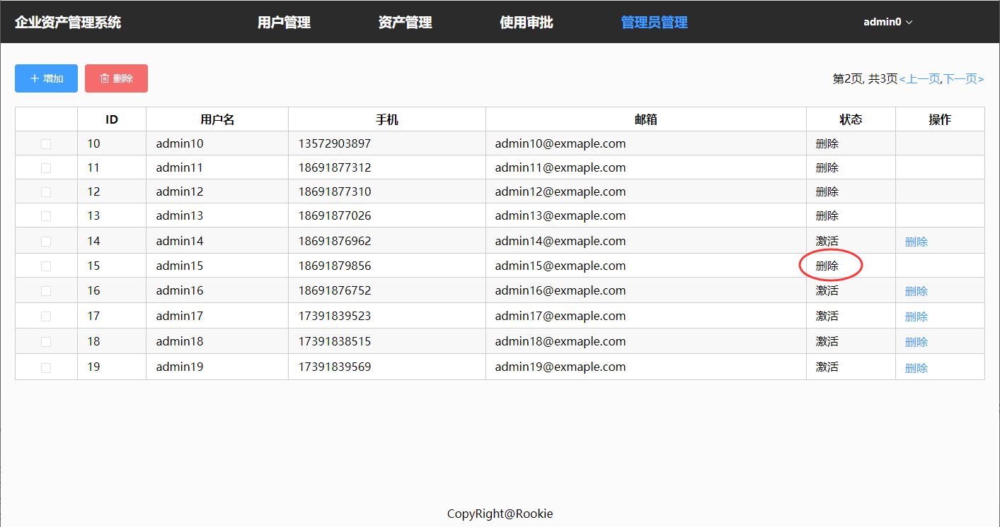 企业资产管理系统 用户管理 资产管理 使用审批 管理员管理 admin0
增加 删除 第2页, 共3页<上一页,下一页>
ID 用户名 手机 邮箱 状态 操作
10 admin10 13572903897 admin10@exmaple.com 删除
11 admin11 18691877312 admin11@exmaple.com 删除
12 admin12 18691877310 admin12@exmaple.com 删除
13 admin13 18691877026 admin13@exmaple.com 删除
14 admin14 18691876962 admin14@exmaple.com 激活 删除
15 admin15 18691879856 admin15@exmaple.com 删除
16 admin16 18691876752 admin16@exmaple.com 激活 删除
17 admin17 17391839523 admin17@exmaple.com 激活 删除
18 admin18 17391838515 admin18@exmaple.com 激活 删除
19 admin19 17391839569 admin19@exmaple.com 激活 删除
CopyRight@Rookie